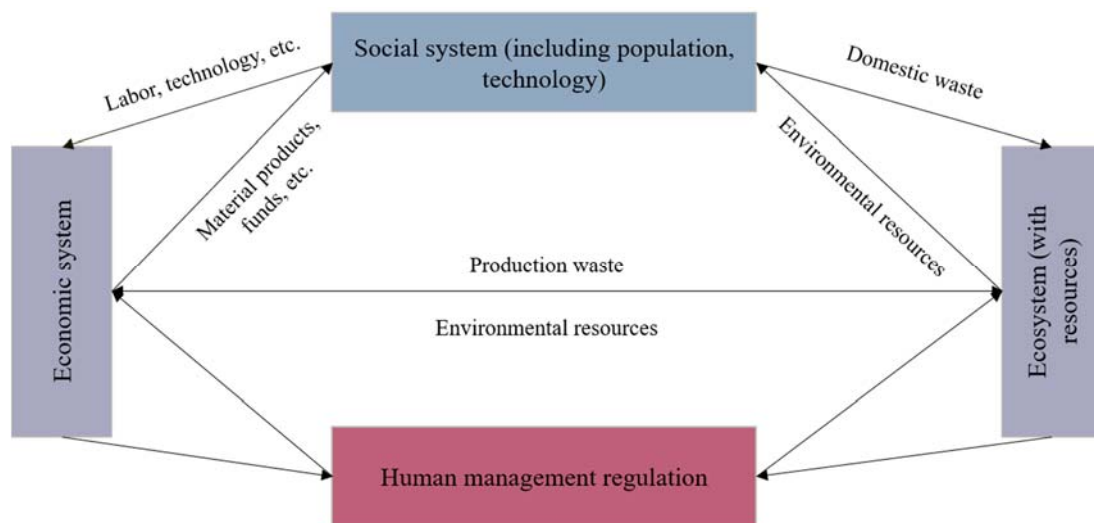 Social system (including population,
technology)
Labor, technology, etc.
Domestic waste
Material products,
funds, etc.
Environmental resources
Economic system
Ecosystem (with
resources)
Production waste
Environmental resources
Human management regulation